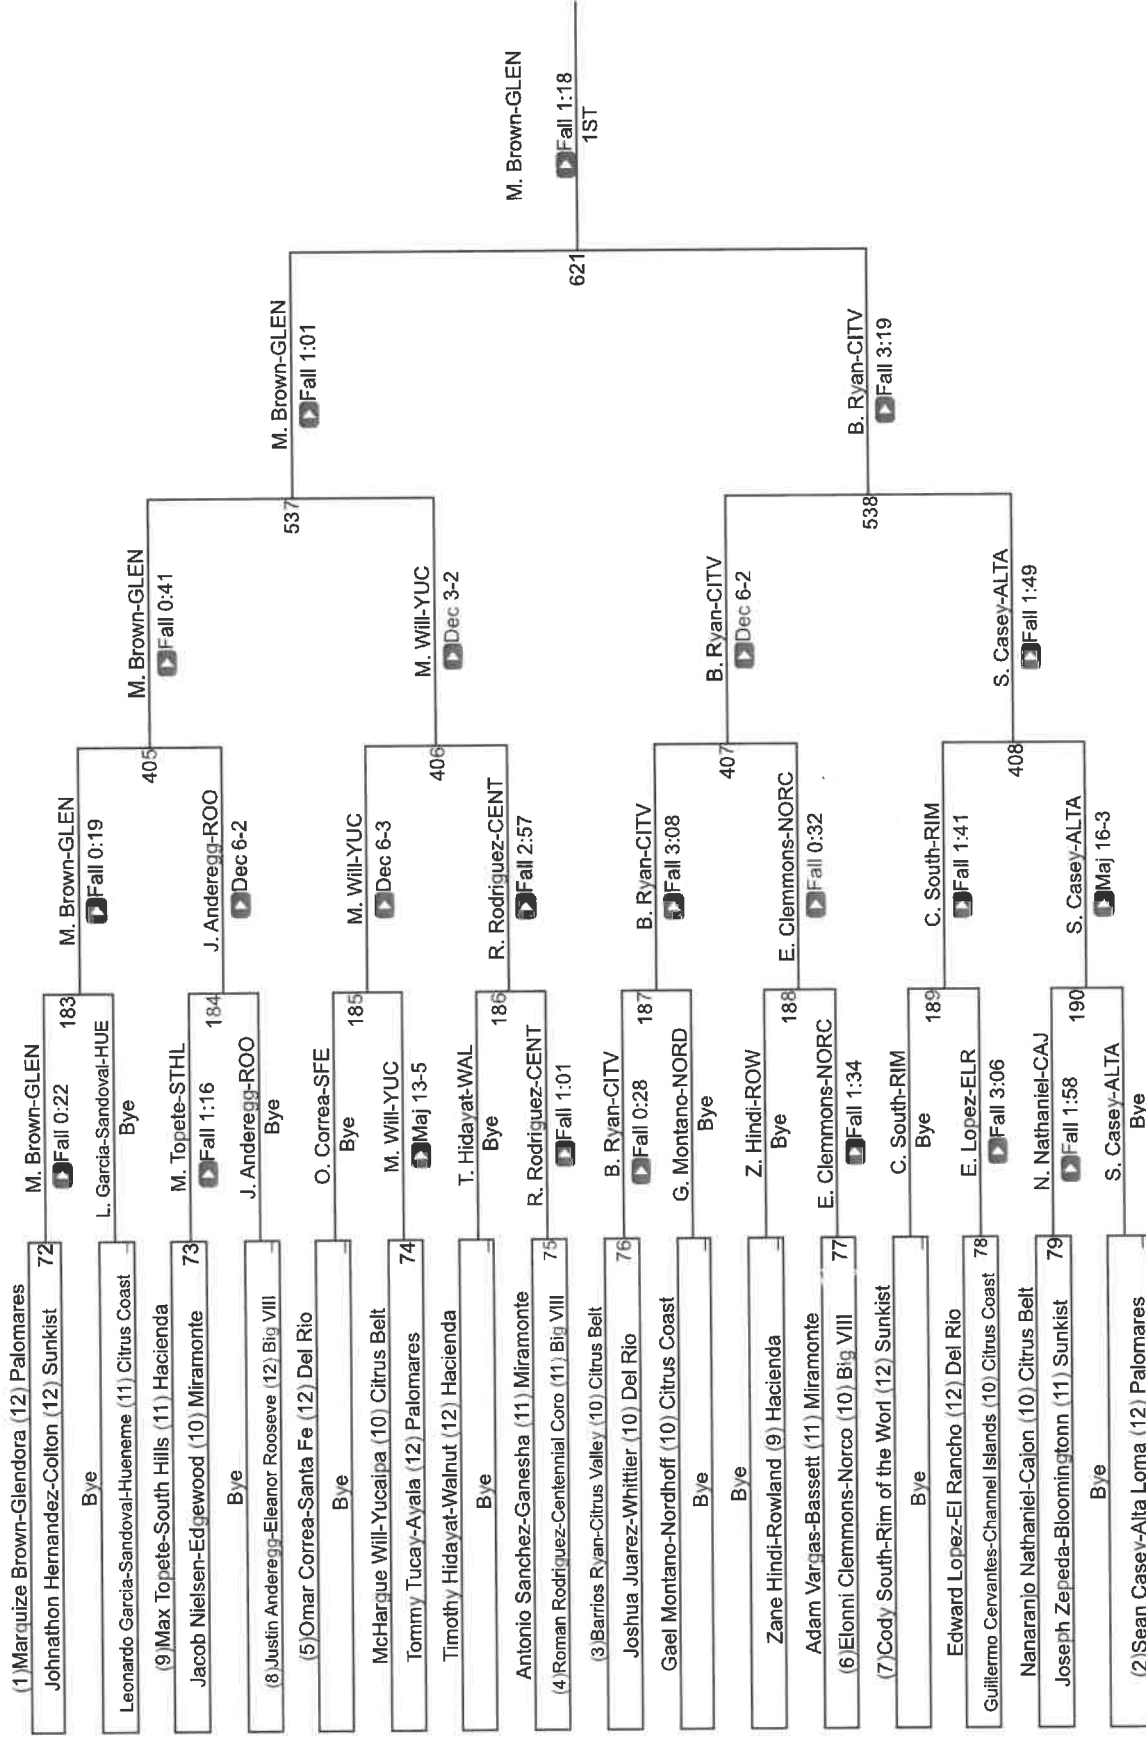 (1)Marquize Brown-Glendora (12) Palomares
Johnathon Hernandez-Colton (12) Sunkist
72
Bye
Leonardo Garcia-Sandoval-Hueneme (11) Citrus Coast
(9)Max Topete-South Hills (11) Hacienda
Jacob Nielsen-Edgewood (10) Miramonte
73
Bye
(8)Justin Anderegg-Eleanor Rooseve (12) Big VIII
(5)Omar Correa-Santa Fe (12) Del Rio
Bye
McHargue Will-Yucaipa (10) Citrus Belt
Tommy Tucay-Ayala (12) Palomares
74
Timothy Hidayat-Walnut (12) Hacienda
Bye
Antonio Sanchez-Ganesha (11) Miramonte
(4)Roman Rodriguez-Centennial Coro (11) Big VIII
75
(3)Barrios Ryan-Citrus Valley (10) Citrus Belt
Joshua Juarez-Whittier (10) Del Rio
76
Gael Montano-Nordhoff (10) Citrus Coast
Bye
Bye
Zane Hindi-Rowland (9) Hacienda
Adam Vargas-Bassett (11) Miramonte
(6)Elonni Clemmons-Norco (10) Big VIII
77
(7)Cody South-Rim of the Worl (12) Sunkist
Bye
Edward Lopez-El Rancho (12) Del Rio
Guillermo Cervantes-Channel Islands (10) Citrus Coast
78
Nanaranjo Nathaniel-Cajon (10) Citrus Belt
Joseph Zepeda-Bloomingtonn (11) Sunkist
79
Bye
(2)Sean Casey-Alta Loma (12) Palomares
M. Brown-GLEN
Fall 0:22
183
L. Garcia-Sandoval-HUE
Bye
M. Topete-STHL
Fall 1:16
184
J. Anderegg-ROO
Bye
O. Correa-SFE
Bye
185
M. Will-YUC
Maj 13-5
T. Hidayat-WAL
Bye
186
R. Rodriguez-CENT
Fall 1:01
B. Ryan-CITV
Fall 0:28
187
G. Montano-NORD
Bye
Z. Hindi-ROW
Bye
188
E. Clemmons-NORC
Fall 1:34
C. South-RIM
Bye
189
E. Lopez-ELR
Fall 3:06
N. Nathaniel-CAJ
Fall 1:58
190
S. Casey-ALTA
Bye
M. Brown-GLEN
Fall 0:19
405
J. Anderegg-ROO
Dec 6-2
M. Will-YUC
Dec 6-3
406
R. Rodriguez-CENT
Fall 2:57
B. Ryan-CITV
Fall 3:08
407
E. Clemmons-NORC
Fall 0:32
C. South-RIM
Fall 1:41
408
S. Casey-ALTA
Maj 16-3
M. Brown-GLEN
Fall 0:41
537
M. Will-YUC
Dec 3-2
B. Ryan-CITV
Dec 6-2
538
S. Casey-ALTA
Fall 1:49
M. Brown-GLEN
Fall 1:01
621
B. Ryan-CITV
Fall 3:19
M. Brown-GLEN
Fall 1:18
1ST